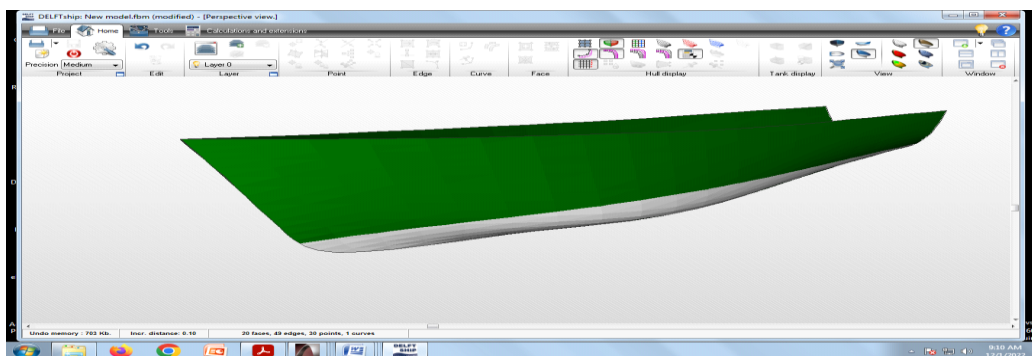 DELFTship: New model.fbm (modified) - [Perspective view.]
File Home Tools Calculations and extensions
Precision Medium
Layer 0
Project Edit Layer Point Edge Curve Face Hull display Tank display View Window
Undo memory : 703 Kb. Incr. distance: 0.10 20 faces, 49 edges, 30 points, 1 curves
DELFT
SHIP
9:10 AM